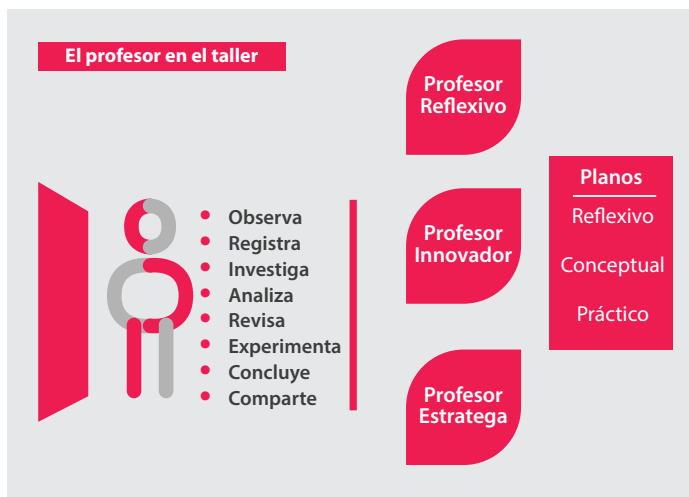 El profesor en el taller
Observa
Registra
Investiga
Analiza
Revisa
Experimenta
Concluye
Comparte
Profesor
Reflexivo
Profesor
Innovador
Profesor
Estratega
Planos
Reflexivo
Conceptual
Práctico